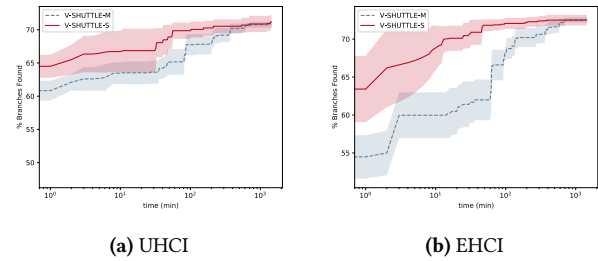 V-SHUTTLE-M
V-SHUTTLE-S
% Branches Found
70
65
60
55
50
10⁰
10¹
10²
10³
time (min)
(a) UHCI
V-SHUTTLE-M
V-SHUTTLE-S
% Branches Found
70
65
60
55
10⁰
10¹
10²
10³
time (min)
(b) EHCI